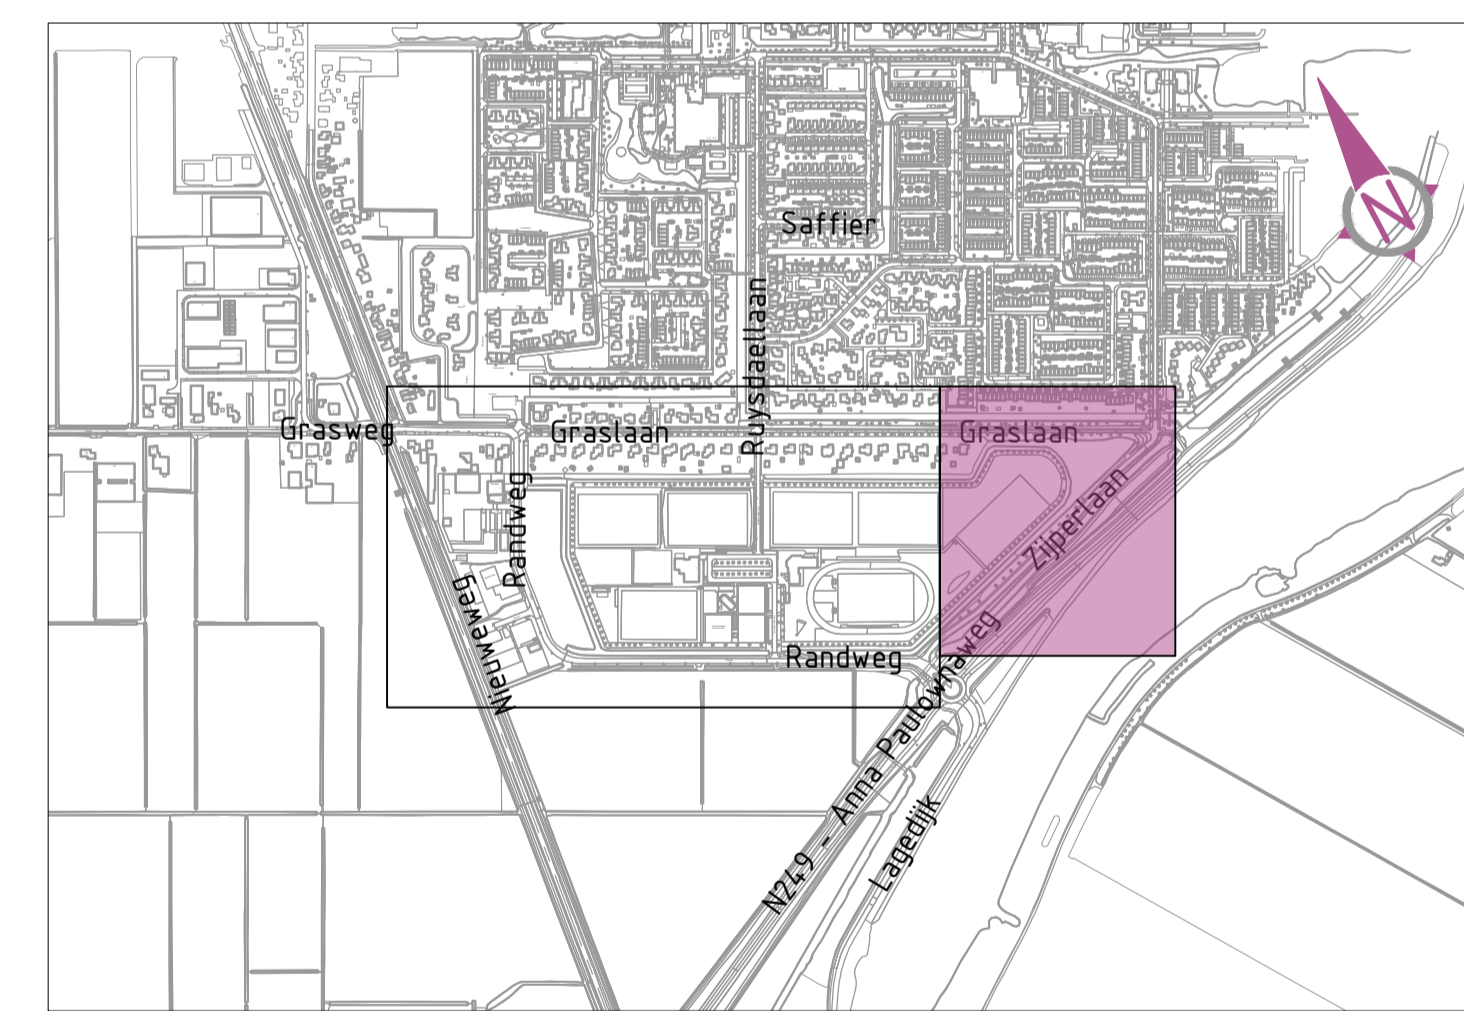 N
Saffier
Ruysdaellaan
Grasweg
Graslaan
Graslaan
Randweg
Zijperlaan
Nieuweweg
Randweg
N249 - Anna Paulownaweg
Lagedijk